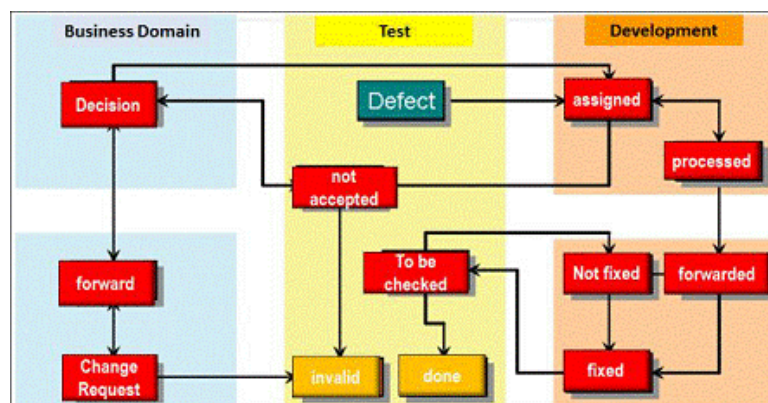 Business Domain
Test
Development
Decision
Defect
assigned
processed
not
accepted
forward
To be
checked
Not fixed
forwarded
Change
Request
invalid
done
fixed